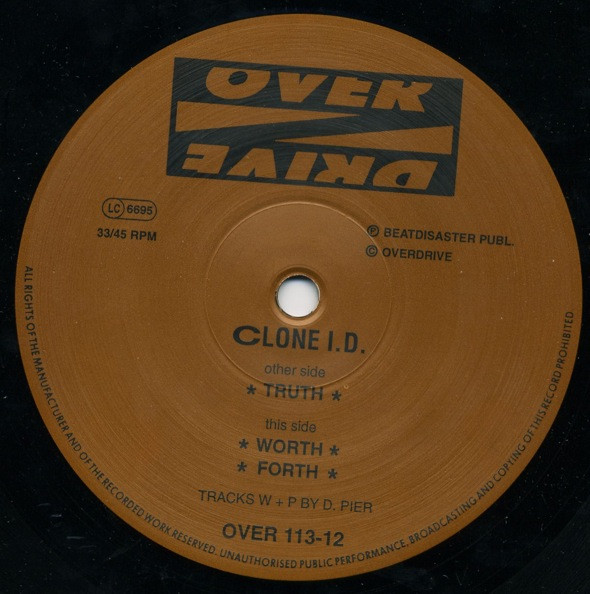 OVER
DRIVE
LC 6695
33/45 RPM
Ⓟ BEATDISASTER PUBL.
© OVERDRIVE
CLONE I.D.
other side
* TRUTH *
this side
* WORTH *
* FORTH *
TRACKS W + P BY D. PIER
OVER 113-12
ALL RIGHTS OF THE MANUFACTURER AND OF THE RECORDED WORK RESERVED. UNAUTHORISED PUBLIC PERFORMANCE, BROADCASTING AND COPYING OF THIS RECORD PROHIBITED